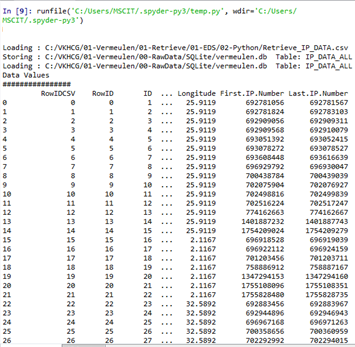 In [9]: runfile('C:/Users/MSCIT/.spyder-py3/temp.py', wdir='C:/Users/
MSCIT/.spyder-py3')
Loading : C:/VKHCG/01-Vermeulen/01-Retrieve/01-EDS/02-Python/Retrieve_IP_DATA.csv
Storing : C:/VKHCG/01-Vermeulen/00-RawData/SQLite/vermeulen.db Table: IP_DATA_ALL
Loading : C:/VKHCG/01-Vermeulen/00-RawData/SQLite/vermeulen.db Table: IP_DATA_ALL
Data Values
################
RowIDCSV RowID ID ... Longitude First.IP.Number Last.IP.Number
0 0 0 1 ... 25.9119 692781056 692781567
1 1 1 2 ... 25.9119 692781824 692783103
2 2 2 3 ... 25.9119 692909056 692909311
3 3 3 4 ... 25.9119 692909568 692910079
4 4 4 5 ... 25.9119 693051392 693052415
5 5 5 6 ... 25.9119 693078272 693078527
6 6 6 7 ... 25.9119 693608448 693616639
7 7 7 8 ... 25.9119 696929792 696930047
8 8 8 9 ... 25.9119 700438784 700439039
9 9 9 10 ... 25.9119 702075904 702076927
10 10 10 11 ... 25.9119 702498816 702499839
11 11 11 12 ... 25.9119 702516224 702517247
12 12 12 13 ... 25.9119 774162663 774162667
13 13 13 14 ... 25.9119 1401887232 1401887743
14 14 14 15 ... 25.9119 1754209024 1754209279
15 15 15 16 ... 2.1167 696918528 696919039
16 16 16 17 ... 2.1167 696922112 696924159
17 17 17 18 ... 2.1167 701203456 701203711
18 18 18 19 ... 2.1167 758886912 758887167
19 19 19 20 ... 2.1167 1347294153 1347294160
20 20 20 21 ... 2.1167 1755108096 1755108351
21 21 21 22 ... 2.1167 1755828480 1755828735
22 22 22 23 ... 32.5892 692883456 692883967
23 23 23 24 ... 32.5892 692944896 692946943
24 24 24 25 ... 32.5892 696967168 696971263
25 25 25 26 ... 32.5892 700358656 700360959
26 26 26 27 ... 32.5892 702292992 702294015